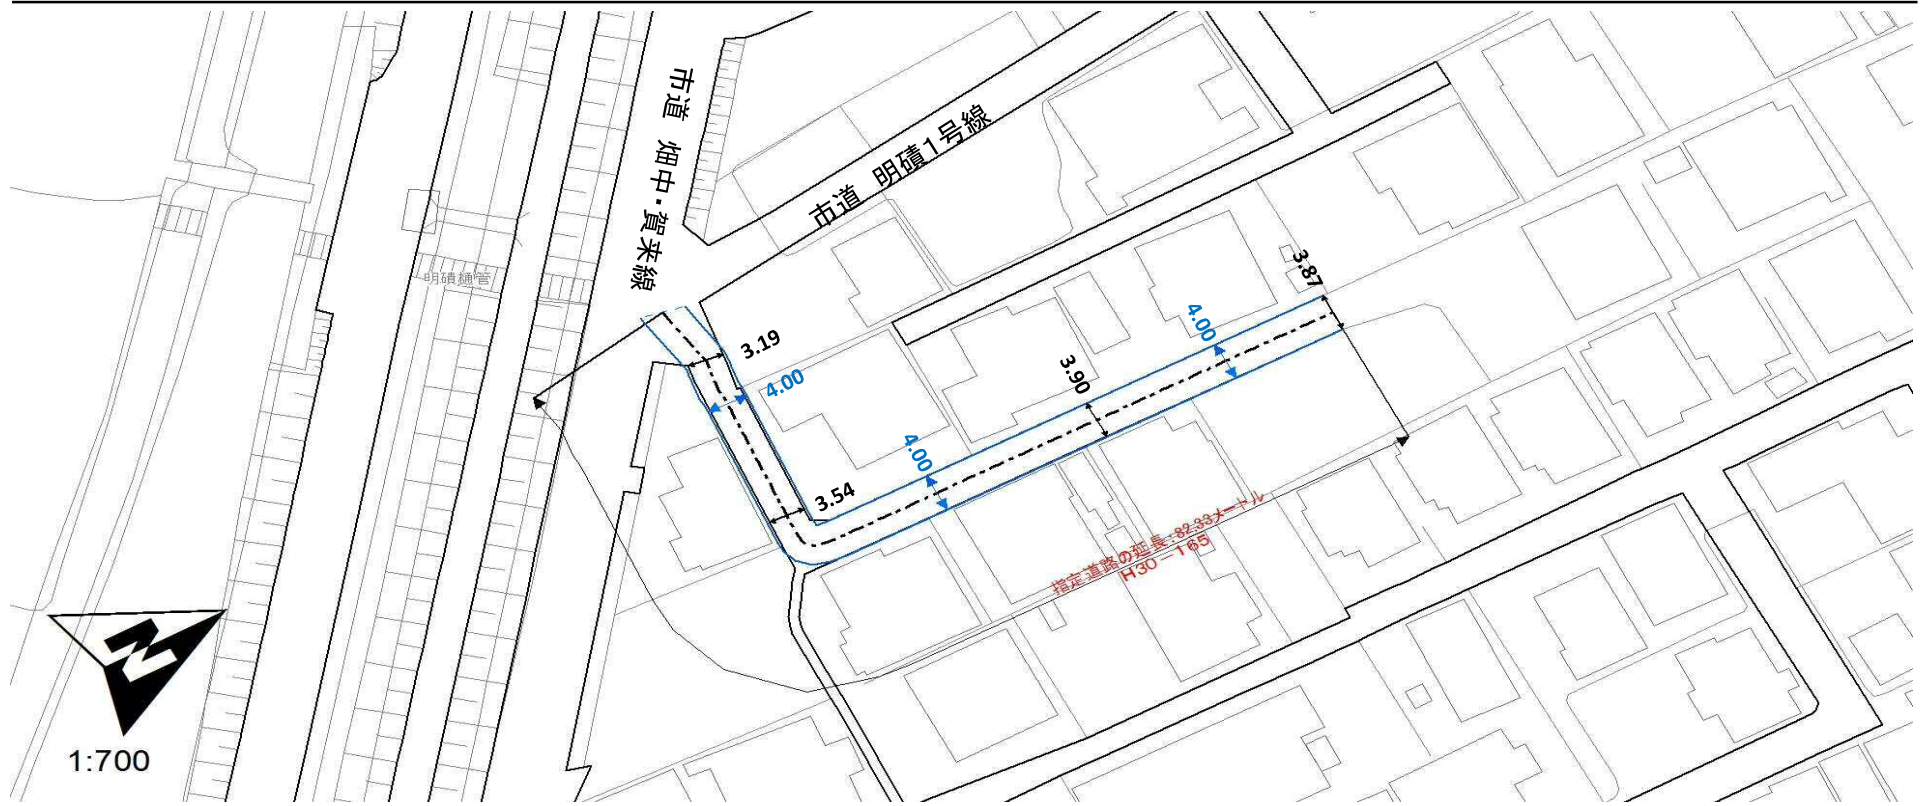 市道 畑中・賀来線
市道 明磧1号線
明磧樋管
3.19
4.00
3.54
4.00
3.90
4.00
3.87
指定道路の延長:82.33メートル
H30-165
N
1:700